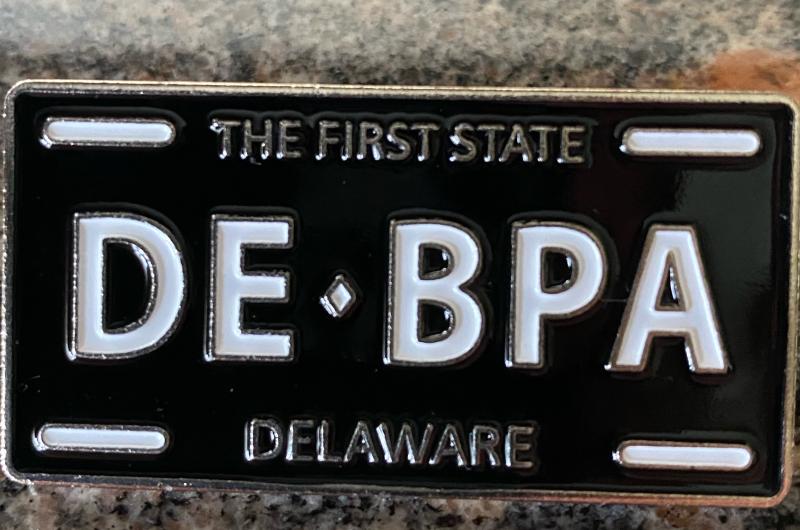 THE FIRST STATE
DE⬦BPA
DELAWARE